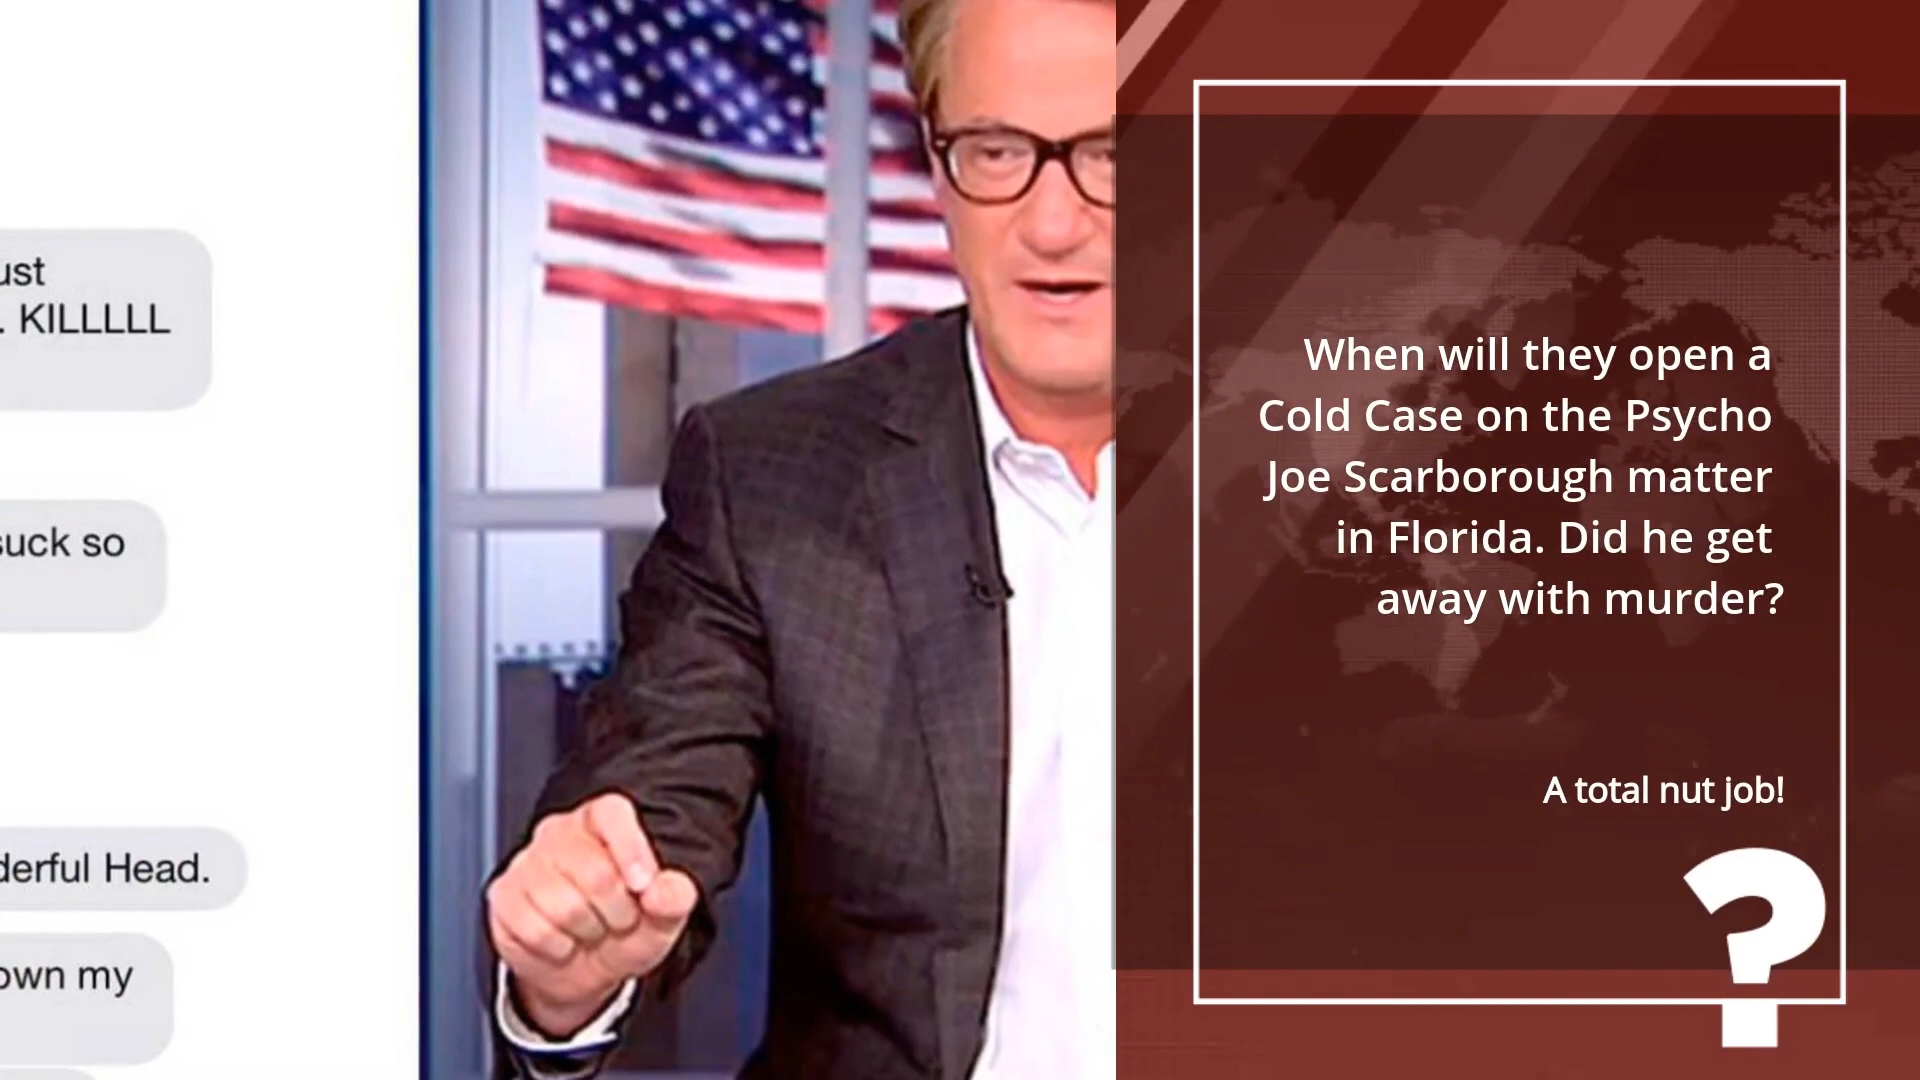 ust
. KILLLLL
suck so
derful Head.
own my
When will they open a
Cold Case on the Psycho
Joe Scarborough matter
in Florida. Did he get
away with murder?
A total nut job!
?